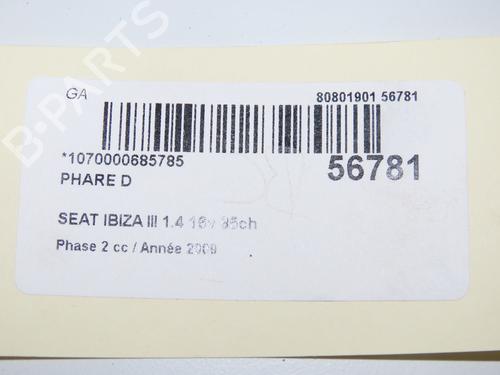 GA
80801901 56781
*1070000685785
56781
PHARE D
SEAT IBIZA III 1.4 16v 85ch
Phase 2 cc / Année 2009
B-PARTS